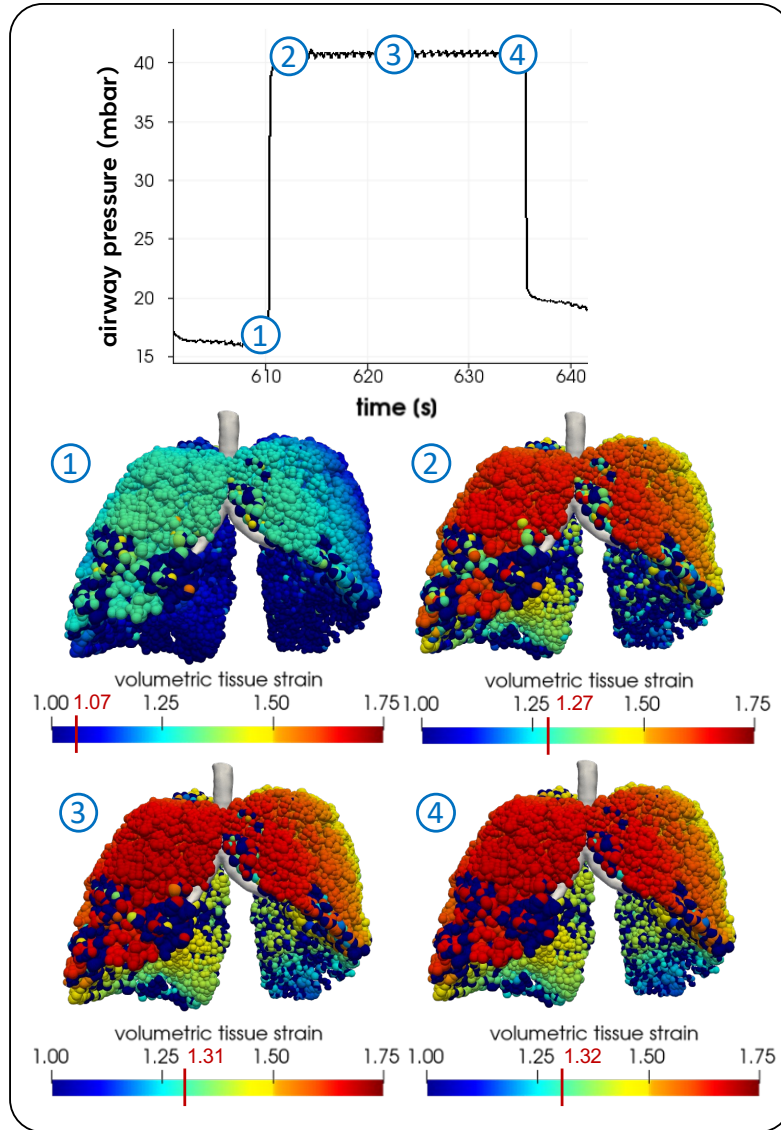 airway pressure (mbar)
40
35
30
25
20
15
1
2
3
4
610
620
630
640
time (s)
1
2
volumetric tissue strain
1.00 1.07 1.25 1.50 1.75
volumetric tissue strain
1.00 1.25 1.27 1.50 1.75
3
4
volumetric tissue strain
1.00 1.25 1.31 1.50 1.75
volumetric tissue strain
1.00 1.25 1.32 1.50 1.75